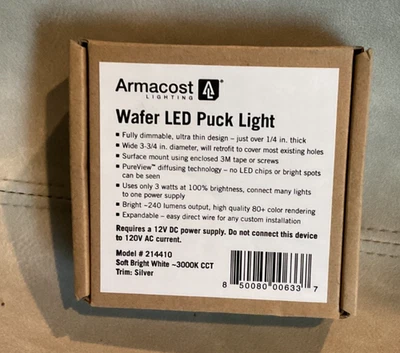 Armacost
LIGHTING
Wafer LED Puck Light
• Fully dimmable, ultra thin design – just over 1/4 in. thick
• Wide 3-3/4 in. diameter, will retrofit to cover most existing holes
• Surface mount using enclosed 3M tape or screws
• PureView™ diffusing technology – no LED chips or bright spots
can be seen
• Uses only 3 watts at 100% brightness, connect many lights
to one power supply
• Bright ~240 lumens output, high quality 80+ color rendering
• Expandable – easy direct wire for any custom installation
Requires a 12V DC power supply. Do not connect this device
to 120V AC current.
Model # 214410
Soft Bright White ~3000K CCT
Trim: Silver
8 50080 00633 7